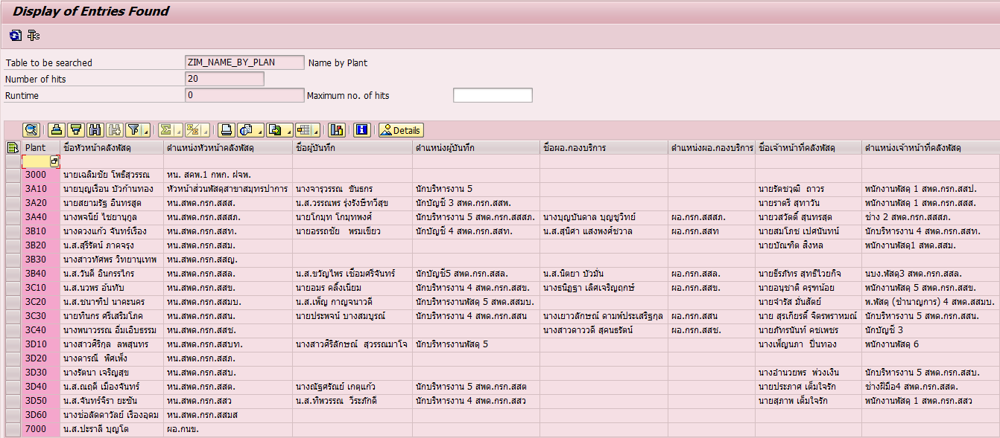 Display of Entries Found
Table to be searched ZIM_NAME_BY_PLAN Name by Plant
Number of hits 20
Runtime 0 Maximum no. of hits
Details
Plant ชื่อหัวหน้าคลังพัสดุ ตำแหน่งหัวหน้าคลังพัสดุ ชื่อผู้บันทึก ตำแหน่งผู้บันทึก ชื่อผอ.กองบริการ ตำแหน่งผอ.กองบริการ ชื่อเจ้าหน้าที่คลังพัสดุ ตำแหน่งเจ้าหน้าที่คลังพัสดุ
3000 นายเฉลิมชัย โพธิสุวรรณ หน. สคพ.1 กพก. ฝจพ.
3A10 นายบุญเรือน บัวก้านทอง หัวหน้าส่วนพัสดุสาขาสมุทรปาการ นางจารุวรรณ ขันธกร นักบริหารงาน 5 นายรัตชวุฒิ ถาวร พนักงานพัสดุ 1 สพด.กรก.สสป.
3A20 นายสยามรัฐ อินทรสูต หน.สพด.กรก.สสส. น.ส.วรรณพร รุ่งรังษีทวีสุข นักบัญชี 3 สพด.กรก.สสพ. นายราตรี สุทาวัน พนักงานพัสดุ 1 สพด.กรก.สสส.
3A40 นางพจนีย์ ไชยานุกูล หน.สพด.กรก.สสสภ. นายโกมุท โกมุทพงศ์ นักบริหารงาน 5 สพด.กรก.สสสภ. นางบุญบันดาล บุญชูวิทย์ ผอ.กรก.สสสภ. นายวสวัตติ์ สุนทรสุต ช่าง 2 สพด.กรก.สสสภ.
3B10 นางดวงแก้ว จันทร์เรือง หน.สพด.กรก.สสท. นายอรรถชัย พรมเขียว นักบัญชี 4 สพด.กรก.สสท. น.ส.สุนิศา แสงพงศ์ชวาล ผอ.กรก.สสท นายสมโภช เปศนันทน์ นักบริหารงาน 4 สพด.กรก.สสท.
3B20 น.ส.สุรีรัตน์ ภาคจรุง หน.สพด.กรก.สสม. นายบัณฑิต สิงหล พนักงานพัสดุ1 สพด.สสม.
3B30 นางสาวทัศพร วิทยานุเทพ หน.สพด.กรก.สสญ.
3B40 น.ส.วันดี อินกรรไกร หน.สพด.กรก.สสล. น.ส.ขวัญไพร เชื่อมศรีจันทร์ นักบัญชี5 สพด.กรก.สสล. น.ส.นิตยา บัวมั่น ผอ.กรก.สสล. นายธีรภัทร สุทธิไวยกิจ นบง.พัสดุ3 สพด.กรก.สสล.
3C10 น.ส.นวพร อ้นทับ หน.สพด.กรก.สสข. นายอมร คลิ้งเนียม นักบริหารงาน 4 สพด.กรก.สสข. นางธนิฏฐา เลิศเจริญฤกษ์ ผอ.กรก.สสข. นายอนุชาติ ครุฑน้อย พนักงานพัสดุ 5 สพด.กรก.สสข.
3C20 น.ส.ชนาทิป นาคะนคร หน.สพด.กรก.สสมบ. น.ส.เพ็ญ กาญจนาวดี นักบริหารงานพัสดุ 5 สพด.สสมบ. นายจำรัส มั่นสัตย์ พ.พัสดุ (ชำนาญการ) 4 สพด.สสมบ.
3C30 นายทินกร ศรีเสริมโภค หน.สพด.กรก.สสน. นายประพจน์ บางสมบูรณ์ นักบริหารงาน 4 สพด.กรก.สสน นางเยาวลักษณ์ ตามพ์ประเสริฐกูล ผอ.กรก.สสน นาย สุรเกียรติ์ จิตรพราหมณ์ นักบริหารงาน 5 สพด.กรก.สสน.
3C40 นางพนาวรรณ อิ่มเอิบธรรม หน.สพด.กรก.สสช. นางสาวดาววดี สุคนธรัตน์ ผอ.กรก.สสช. นายภัทรนันท์ คชเพชร นักบัญชี 3
3D10 นางสาวศิริกุล ลพสุนทร หน.สพด.กรก.สสบท. นางสาวศิริลักษณ์ สุวรรณมาโจ นักบริหารงานพัสดุ 5 นางเพ็ญนภา ปิ่นทอง พนักงานพัสดุ 6
3D20 นางดารณี พิศเพ็ง หน.สพด.กรก.สสภ.
3D30 นางรัตนา เจริญสุข หน.สพด.กรก.สสบ. นางอำนวยพร พ่วงเงิน นักบริหารงาน 5 สพด.กรก.สสบ.
3D40 น.ส.ณฤดี เมืองจันทร์ หน.สพด.กรก.สสต. นางณัฐศรัณย์ เกตุแก้ว นักบริหารงาน 5 สพด.กรก.สสต นายประภาศ เต็มใจรัก ช่างฝีมือ4 สพด.กรก.สสต.
3D50 น.ส.จันทร์จิรา ยะชัน หน.สพด.กรก.สสว น.ส.ทิพวรรณ วีระภักดี นักบริหารงาน 4 สพด.กรก.สสว นายสุภาพ เต็มใจรัก พนักงานพัสดุ 1 สพด.กรก.สสว
3D60 นางช่อลัดดาวัลย์ เรืองอุดม หน.สพด.กรก.สสมส
7000 น.ส.ปะราลี บุญโต ผอ.กนข.